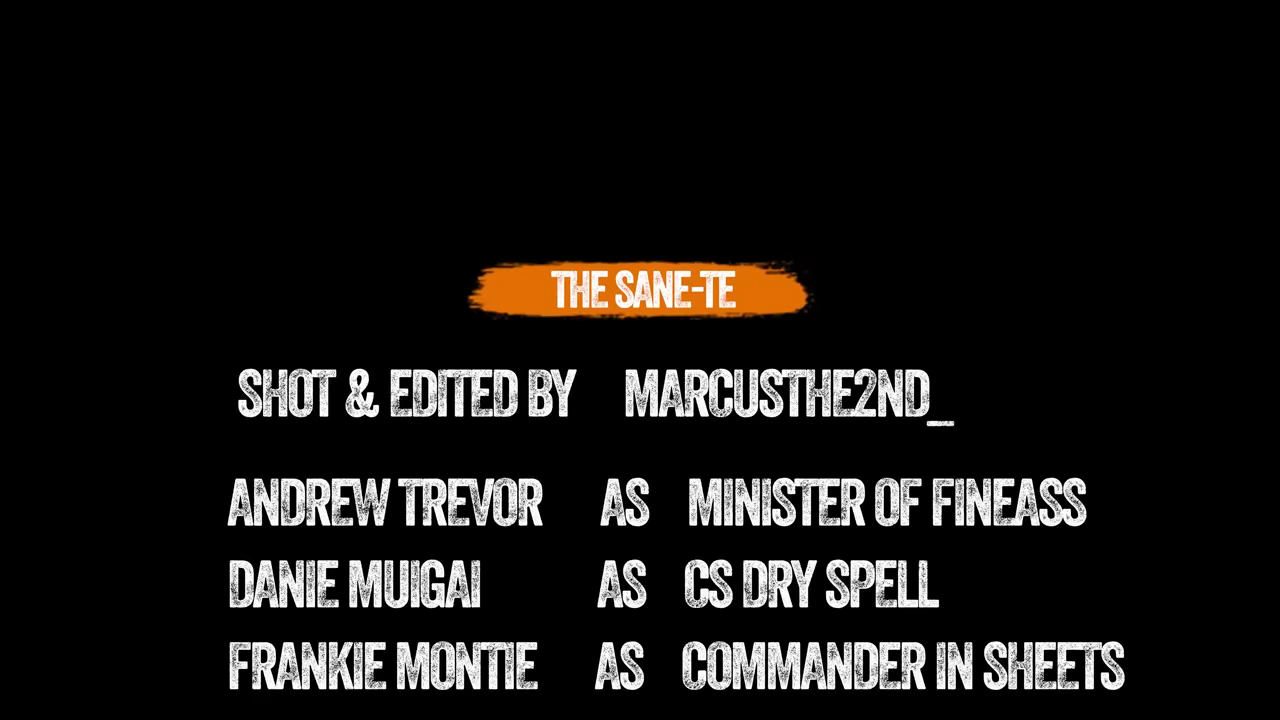 THE SANE-TE
SHOT & EDITED BY MARCUSTHE2ND_
ANDREW TREVOR AS MINISTER OF FINEASS
DANIE MUIGAI AS CS DRY SPELL
FRANKIE MONTIE AS COMMANDER IN SHEETS